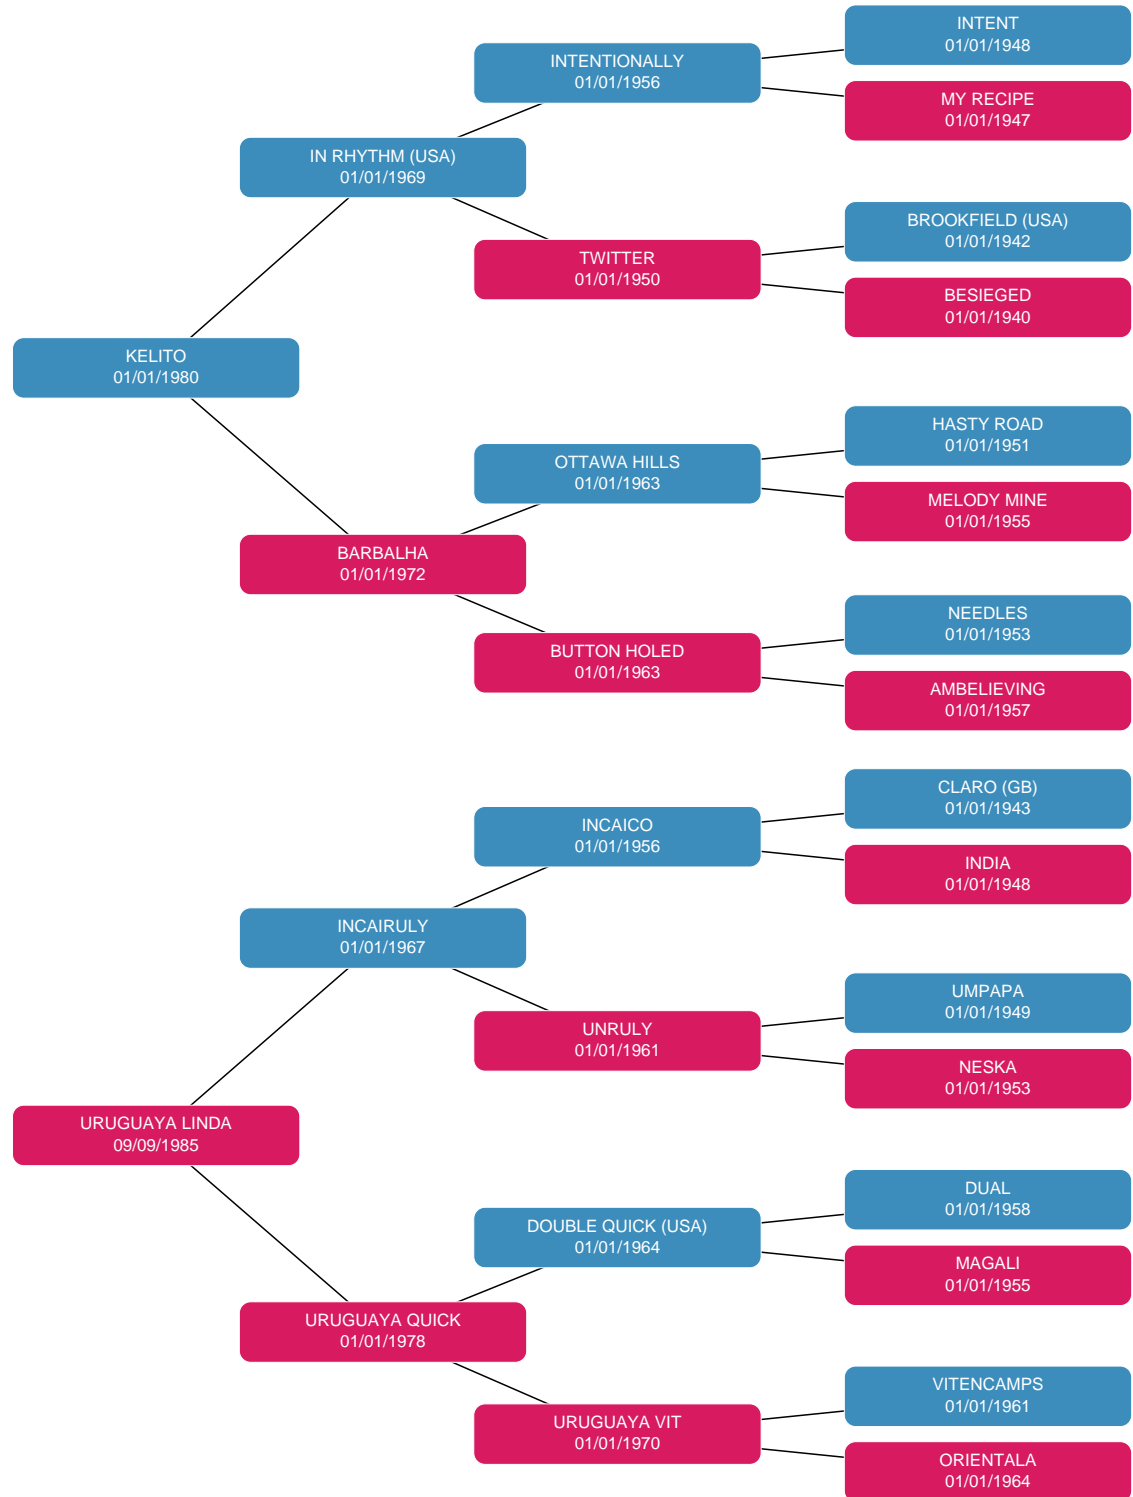 INTENT
01/01/1948
INTENTIONALLY
01/01/1956
MY RECIPE
01/01/1947
IN RHYTHM (USA)
01/01/1969
BROOKFIELD (USA)
01/01/1942
TWITTER
01/01/1950
BESIEGED
01/01/1940
KELITO
01/01/1980
HASTY ROAD
01/01/1951
OTTAWA HILLS
01/01/1963
MELODY MINE
01/01/1955
BARBALHA
01/01/1972
NEEDLES
01/01/1953
BUTTON HOLED
01/01/1963
AMBELIEVING
01/01/1957
CLARO (GB)
01/01/1943
INCAICO
01/01/1956
INDIA
01/01/1948
INCAIRULY
01/01/1967
UMPAPA
01/01/1949
UNRULY
01/01/1961
NESKA
01/01/1953
URUGUAYA LINDA
09/09/1985
DUAL
01/01/1958
DOUBLE QUICK (USA)
01/01/1964
MAGALI
01/01/1955
URUGUAYA QUICK
01/01/1978
VITENCAMPS
01/01/1961
URUGUAYA VIT
01/01/1970
ORIENTALA
01/01/1964